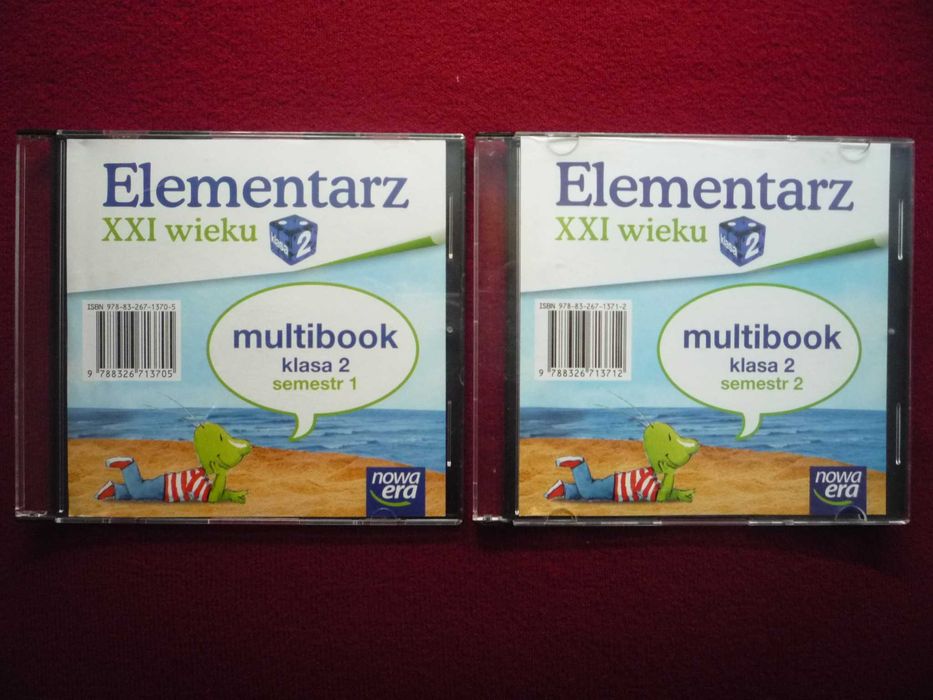 Elementarz
XXI wieku
klasa 2
ISBN 978-83-267-1370-5
9 788326 713705
multibook
klasa 2
semestr 1
nowa
era
Elementarz
XXI wieku
klasa 2
ISBN 978-83-267-1371-2
9 788326 713712
multibook
klasa 2
semestr 2
nowa
era